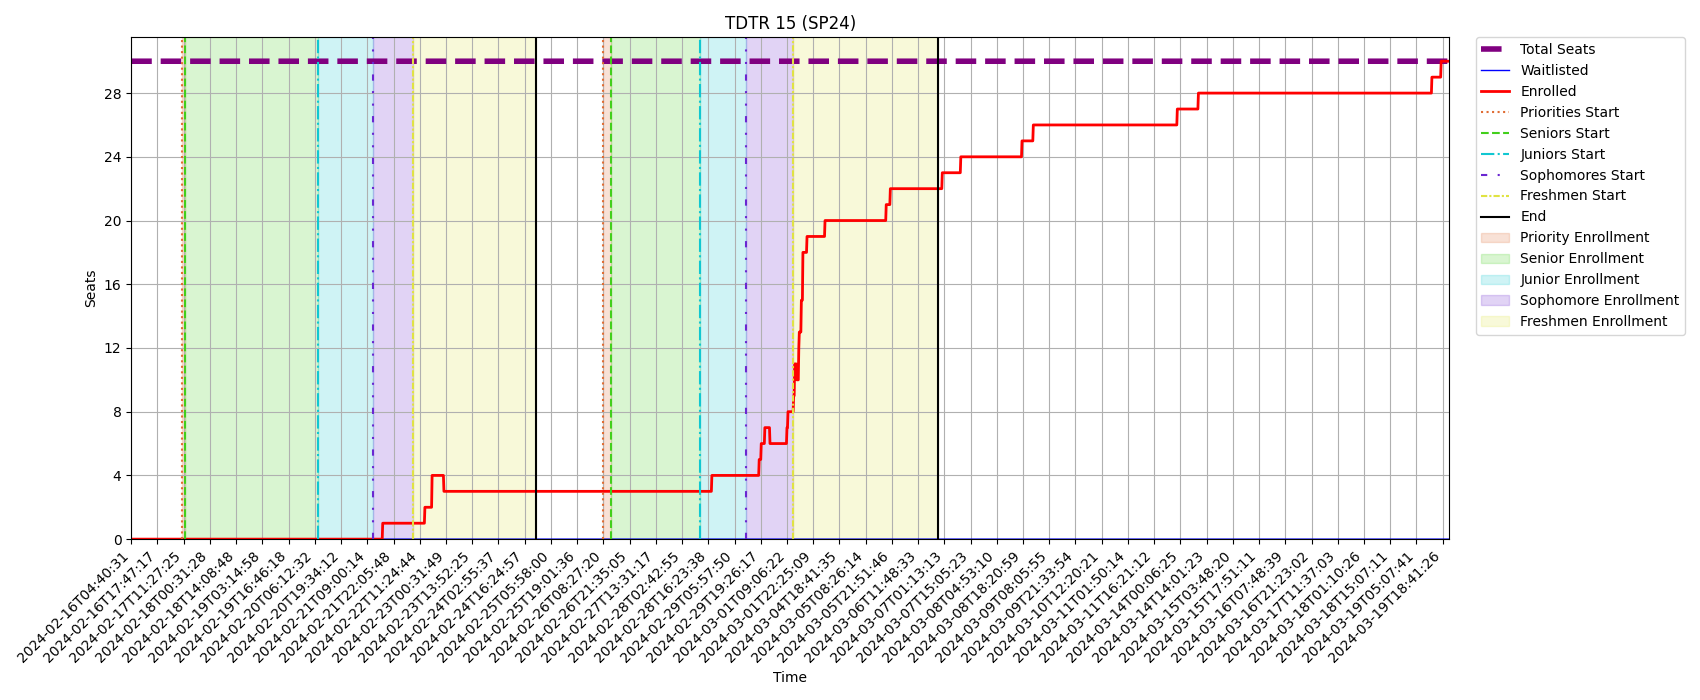 TDTR 15 (SP24)
Seats
28
24
20
16
12
8
4
0
2024-02-16T04:40:31
2024-02-16T17:47:17
2024-02-17T11:27:25
2024-02-18T00:31:28
2024-02-18T14:08:48
2024-02-19T03:14:58
2024-02-19T16:46:18
2024-02-20T06:12:32
2024-02-20T19:34:12
2024-02-21T09:00:14
2024-02-21T22:05:48
2024-02-22T11:24:44
2024-02-23T00:31:49
2024-02-23T13:52:25
2024-02-24T02:55:37
2024-02-24T16:24:57
2024-02-25T05:58:00
2024-02-25T19:01:36
2024-02-26T08:27:20
2024-02-26T21:35:05
2024-02-27T13:31:17
2024-02-28T02:42:55
2024-02-28T16:23:38
2024-02-29T05:57:50
2024-02-29T19:26:17
2024-03-01T09:06:22
2024-03-01T22:25:09
2024-03-04T18:41:35
2024-03-05T08:26:14
2024-03-05T21:51:46
2024-03-06T11:48:33
2024-03-07T01:13:13
2024-03-07T15:05:23
2024-03-08T04:53:10
2024-03-08T18:20:59
2024-03-09T08:05:55
2024-03-09T21:33:54
2024-03-10T12:20:21
2024-03-11T01:50:14
2024-03-11T16:21:12
2024-03-14T00:06:25
2024-03-14T14:01:23
2024-03-15T03:48:20
2024-03-15T17:51:11
2024-03-16T07:48:39
2024-03-16T21:23:02
2024-03-17T11:37:03
2024-03-18T01:10:26
2024-03-18T15:07:11
2024-03-19T05:07:41
2024-03-19T18:41:26
Time
Total Seats
Waitlisted
Enrolled
Priorities Start
Seniors Start
Juniors Start
Sophomores Start
Freshmen Start
End
Priority Enrollment
Senior Enrollment
Junior Enrollment
Sophomore Enrollment
Freshmen Enrollment